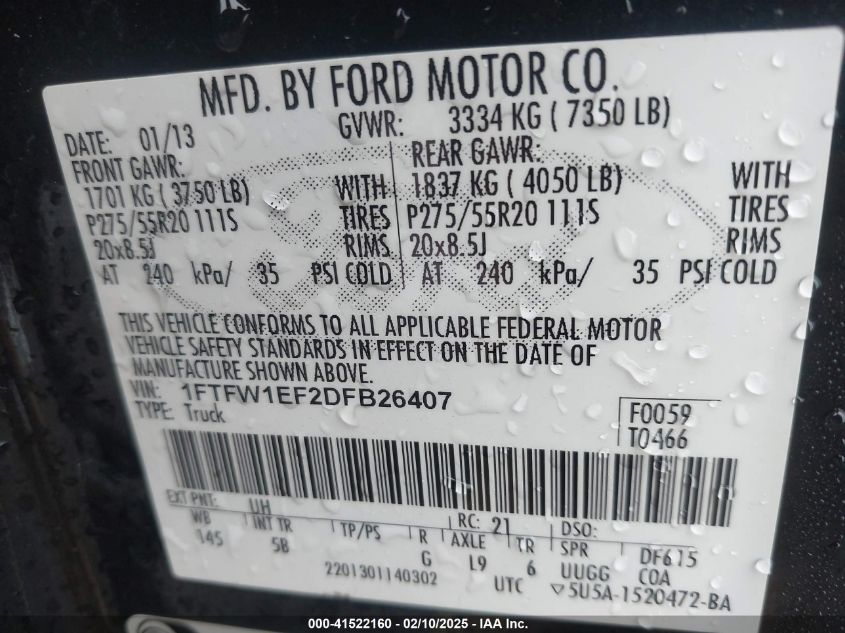 MFD. BY FORD MOTOR CO.
DATE: 01/13 GVWR: 3334 KG ( 7350 LB)
FRONT GAWR: REAR GAWR:
1701 KG ( 3750 LB) WITH 1837 KG ( 4050 LB) WITH
P275/55R20 111S TIRES P275/55R20 111S TIRES
20x8.5J RIMS 20x8.5J RIMS
AT 240 kPa/ 35 PSI COLD AT 240 kPa/ 35 PSI COLD
THIS VEHICLE CONFORMS TO ALL APPLICABLE FEDERAL MOTOR
VEHICLE SAFETY STANDARDS IN EFFECT ON THE DATE OF
MANUFACTURE SHOWN ABOVE.
VIN: 1FTFW1EF2DFB26407
TYPE: Truck
F0059
T0466
EXT PNT: UH RC: 21 DSO:
WB INT TR TP/PS R AXLE TR SPR DF615
145 5B G L9 6 UUGG COA
2201301140302 UTC ▽5U5A-1520472-BA
000-41522160 - 02/10/2025 - IAA Inc.